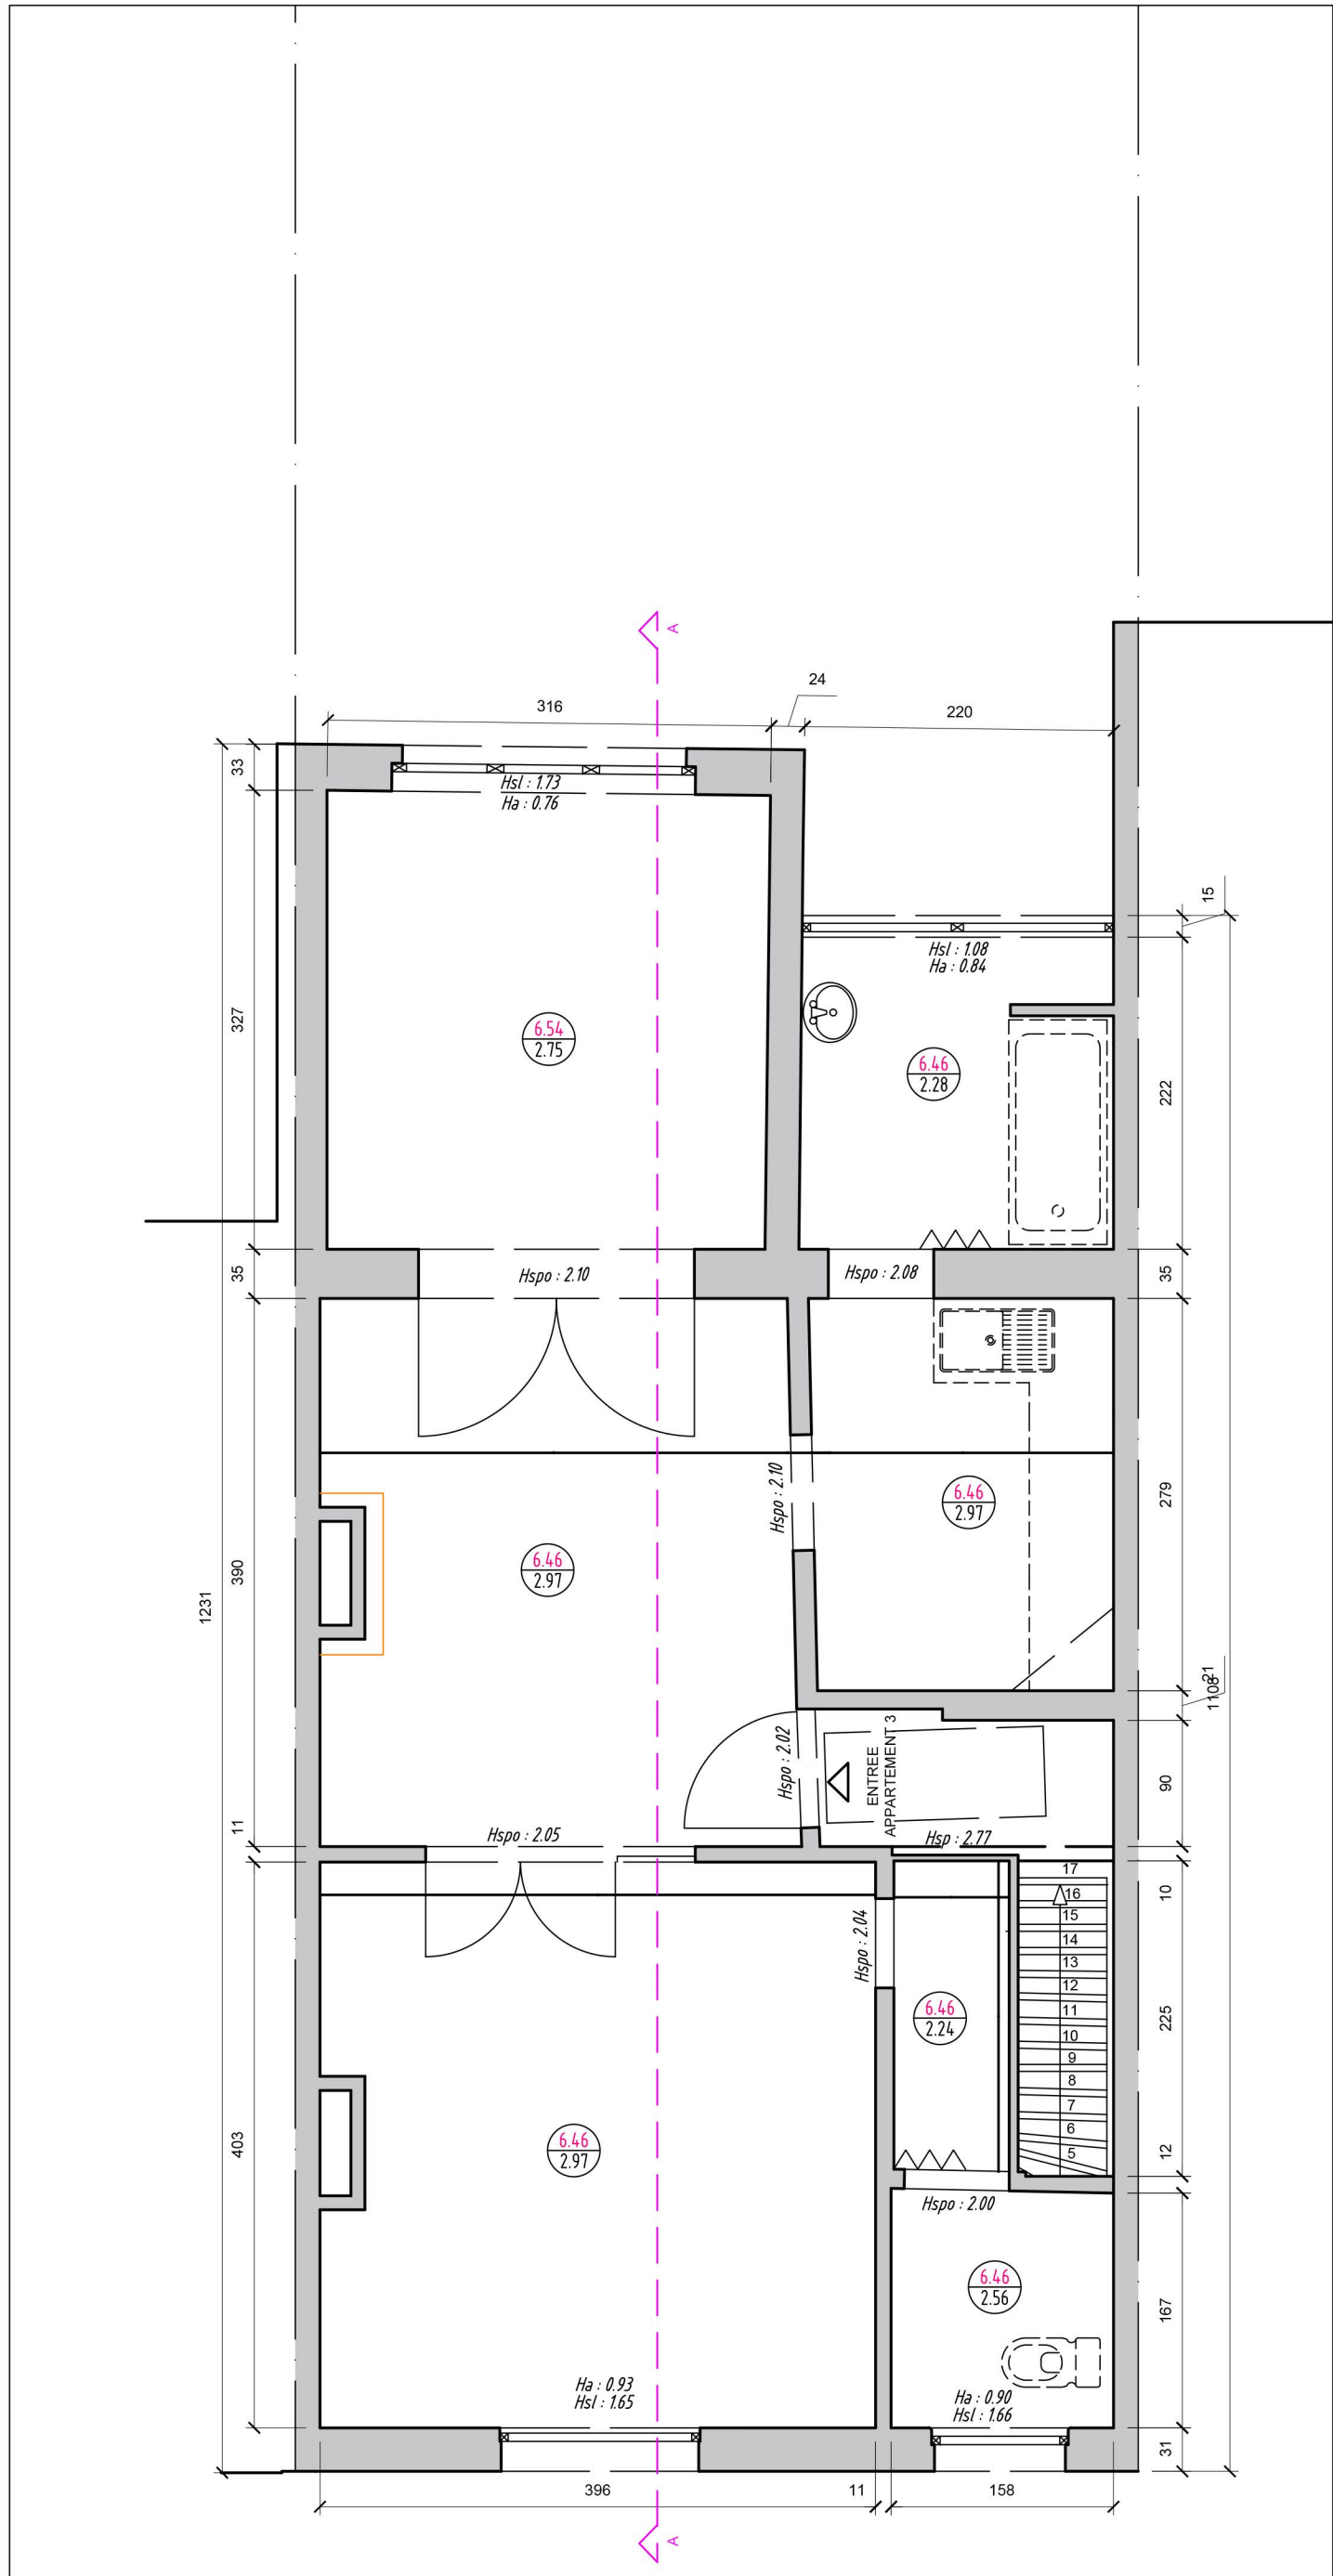 A
24
316
220
33
Hsl : 1.73
Ha : 0.76
15
Hsl : 1.08
Ha : 0.84
327
6.54
2.75
6.46
2.28
222
35
Hspo : 2.10
Hspo : 2.08
35
Hspo : 2.10
6.46
2.97
279
6.46
2.97
390
1231
21
1108
Hspo : 2.02
ENTREE
APPARTEMENT 3
90
11
Hspo : 2.05
Hsp : 2.77
17
16
15
14
13
12
11
10
9
8
7
6
5
10
Hspo : 2.04
6.46
2.24
225
403
6.46
2.97
12
Hspo : 2.00
6.46
2.56
167
Ha : 0.93
Hsl : 1.65
Ha : 0.90
Hsl : 1.66
31
396
11
158
A